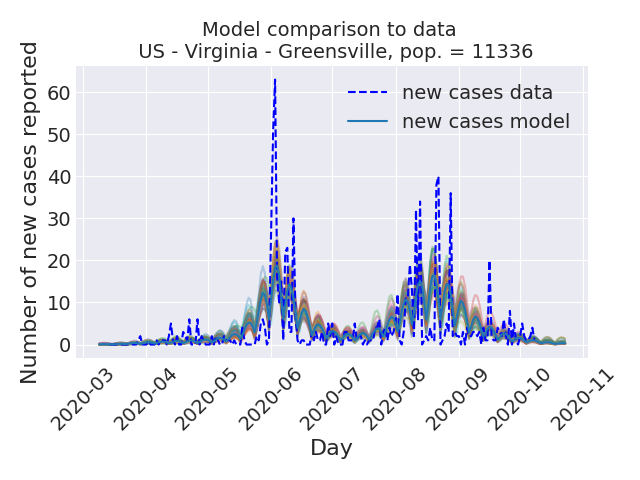 Model comparison to data
US - Virginia - Greensville, pop. = 11336
Number of new cases reported
60
50
40
30
20
10
0
new cases data
new cases model
2020-03
2020-04
2020-05
2020-06
2020-07
2020-08
2020-09
2020-10
2020-11
Day